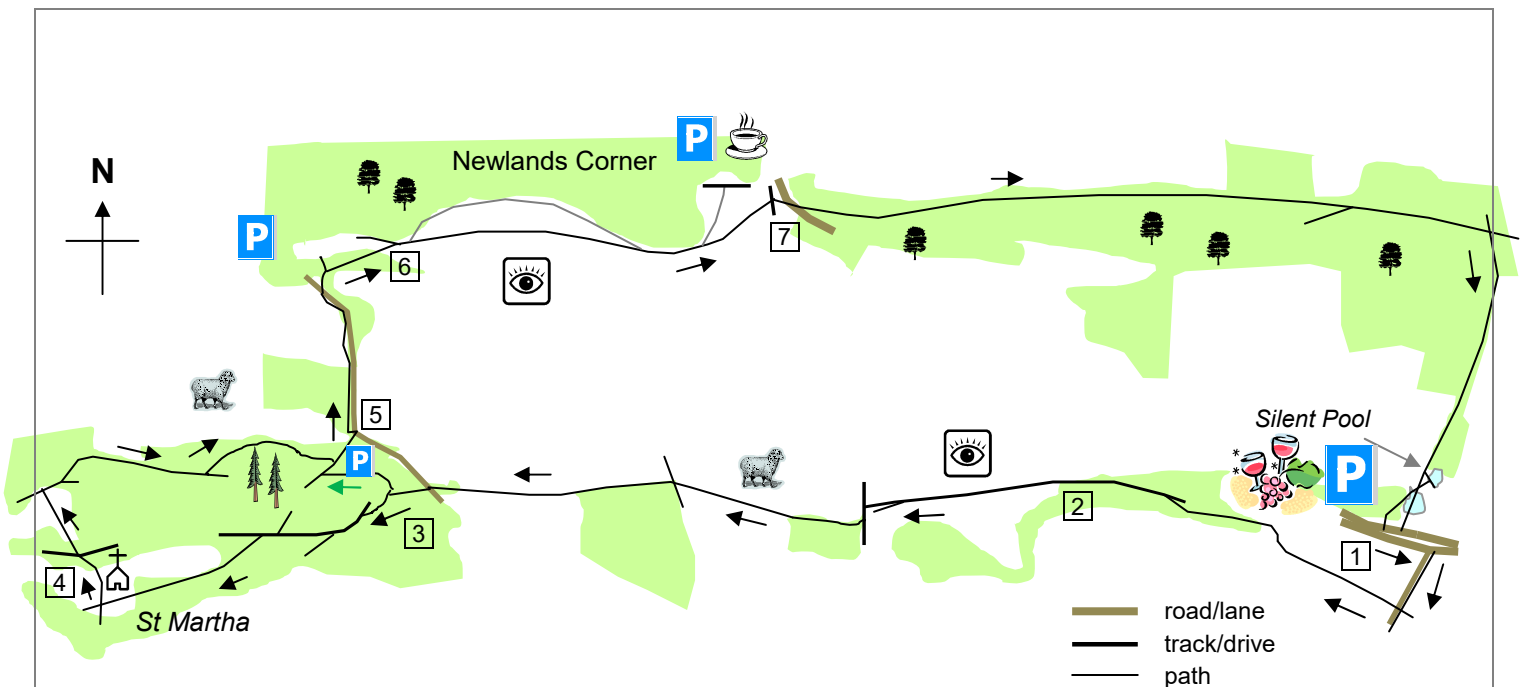 P
Newlands Corner
N
P
7
6
5
Silent Pool
P
* *
*
P
2
3
1
4
St Martha
road/lane
track/drive
path